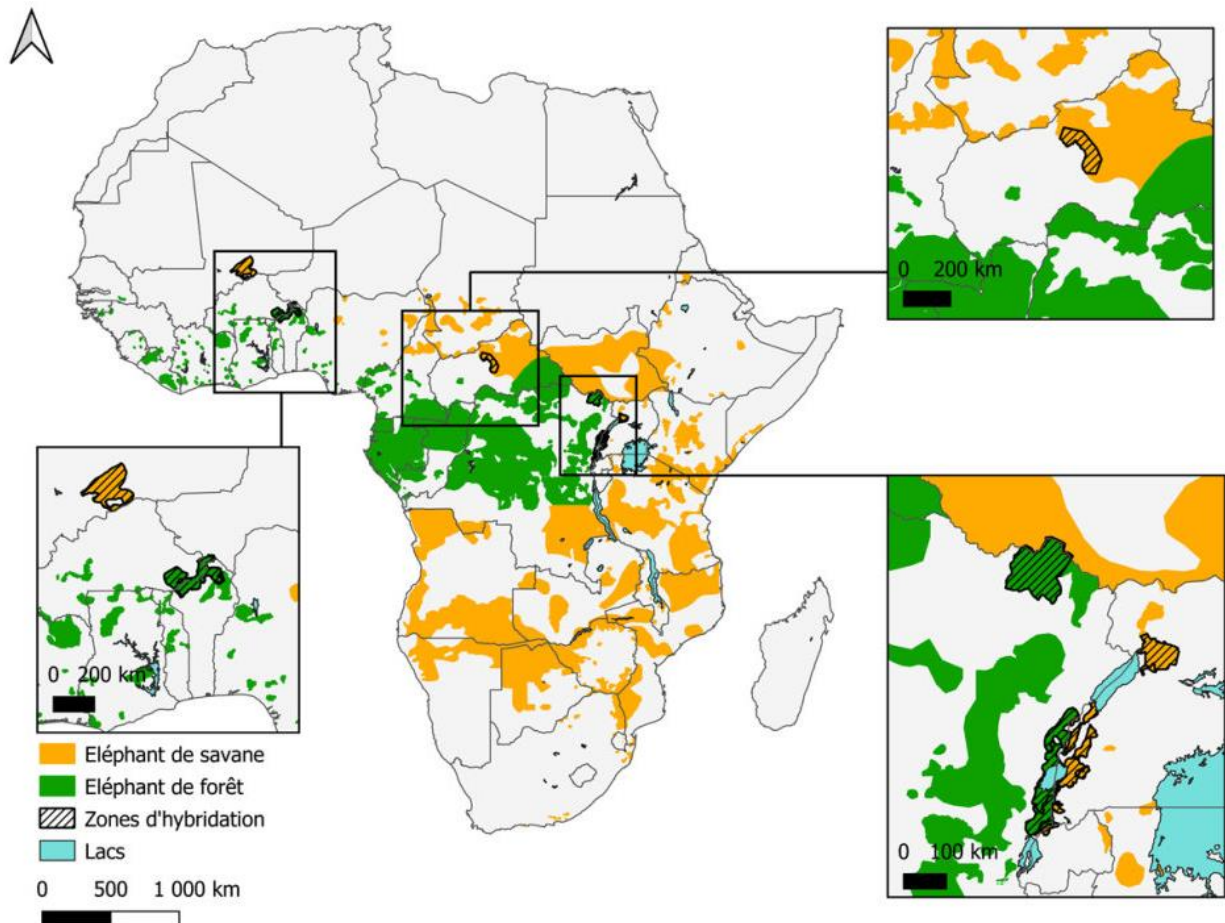 0 200 km
0 200 km
0 100 km
Eléphant de savane
Eléphant de forêt
Zones d'hybridation
Lacs
0 500 1 000 km